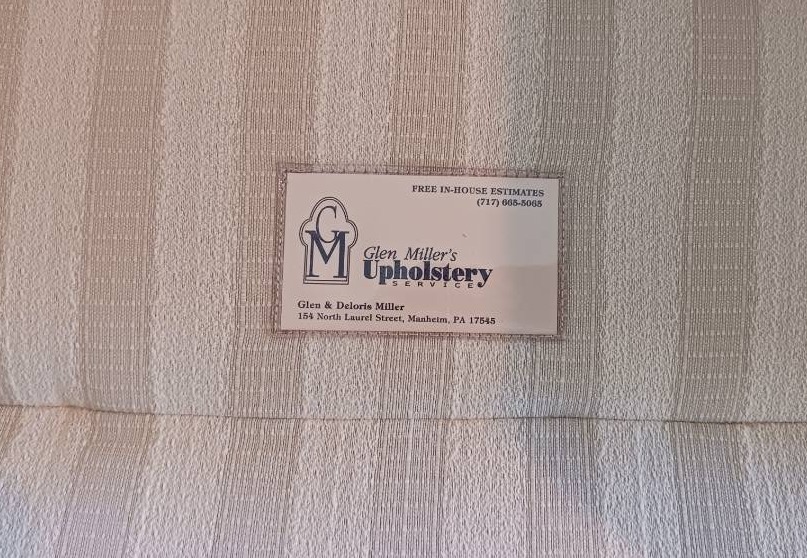 FREE IN-HOUSE ESTIMATES
(717) 665-5065
GM
Glen Miller's
Upholstery
SERVICE
Glen & Deloris Miller
154 North Laurel Street, Manheim, PA 17545